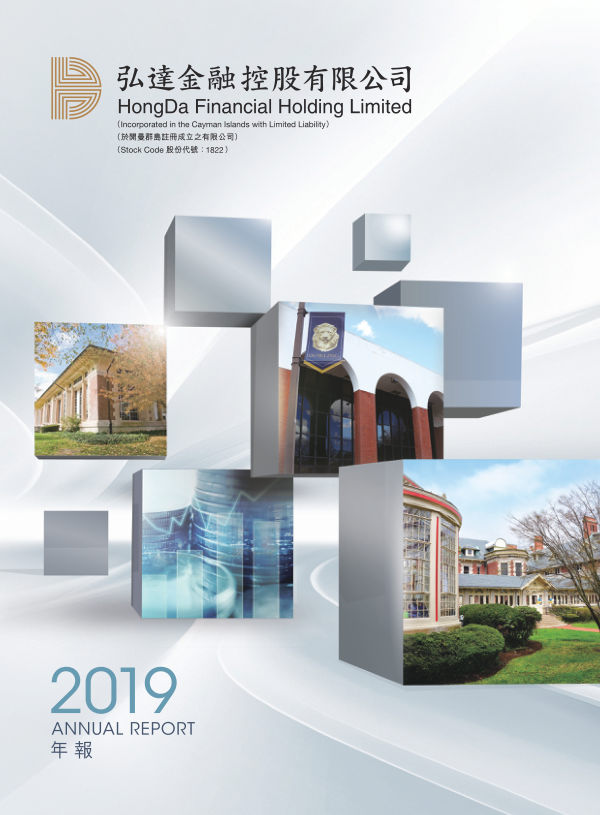 弘達金融控股有限公司
HongDa Financial Holding Limited
(Incorporated in the Cayman Islands with Limited Liability)
(於開曼群島註冊成立之有限公司)
(Stock Code 股份代號：1822)
2019
ANNUAL REPORT
年報